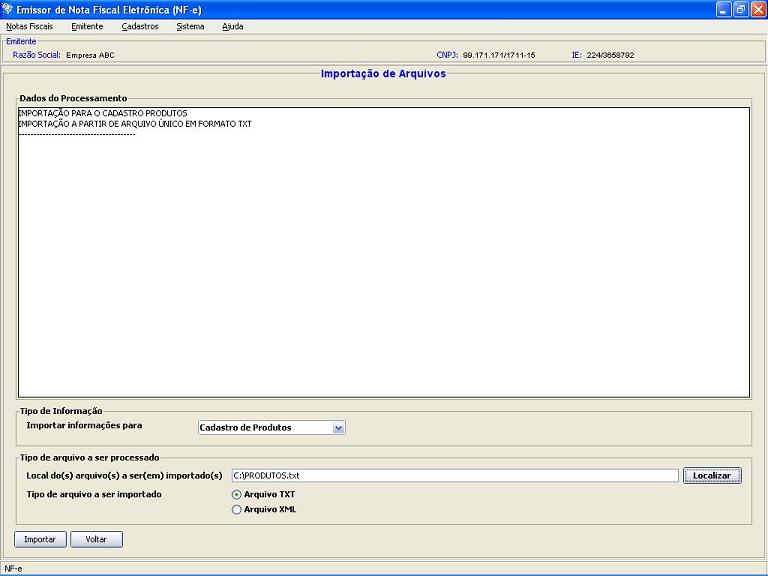 Emissor de Nota Fiscal Eletrônica (NF-e)
Notas Fiscais Emitente Cadastros Sistema Ajuda
Emitente
Razão Social: Empresa ABC CNPJ: 99.171.171/1711-15 IE: 224/3658792
Importação de Arquivos
Dados do Processamento
IMPORTAÇÃO PARA O CADASTRO PRODUTOS
IMPORTAÇÃO A PARTIR DE ARQUIVO ÚNICO EM FORMATO TXT
---------------------------------------
Tipo de Informação
Importar informações para Cadastro de Produtos
Tipo de arquivo a ser processado
Local do(s) arquivo(s) a ser(em) importado(s) C:\PRODUTOS.txt Localizar
Tipo de arquivo a ser importado Arquivo TXT
Arquivo XML
Importar Voltar
NF-e